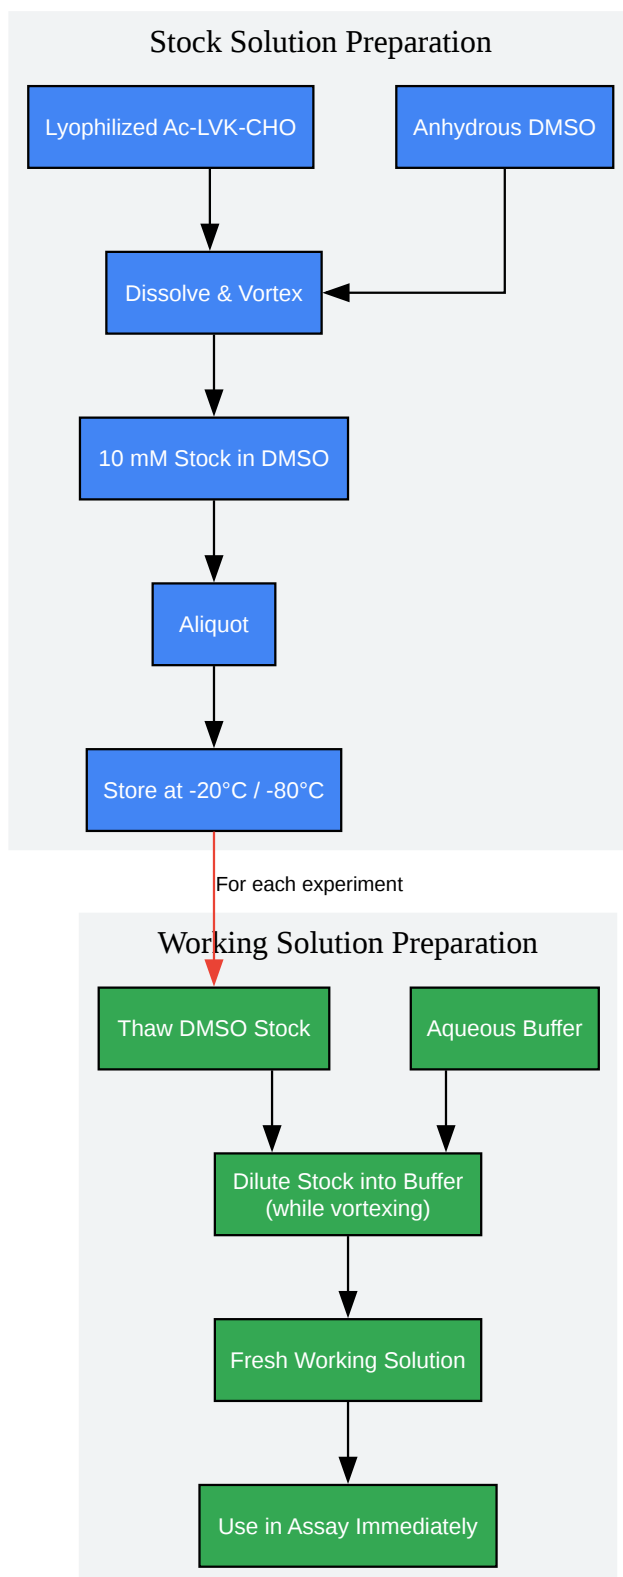 Stock Solution Preparation
Lyophilized Ac-LVK-CHO
Anhydrous DMSO
Dissolve & Vortex
10 mM Stock in DMSO
Aliquot
Store at -20°C / -80°C
For each experiment
Working Solution Preparation
Thaw DMSO Stock
Aqueous Buffer
Dilute Stock into Buffer
(while vortexing)
Fresh Working Solution
Use in Assay Immediately